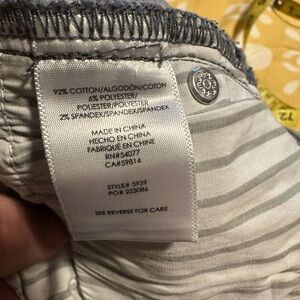 92% COTTON/ALGODÓN/COTON
6% POLYESTER/
POLIÉSTER/POLYESTER
2% SPANDEX/SPANDEX/SPANDEX
MADE IN CHINA
HECHO EN CHINA
FABRIQUÉ EN CHINE
RN#54077
CA#59814
STYLE# 3939
PO# 223086
SEE REVERSE FOR CARE